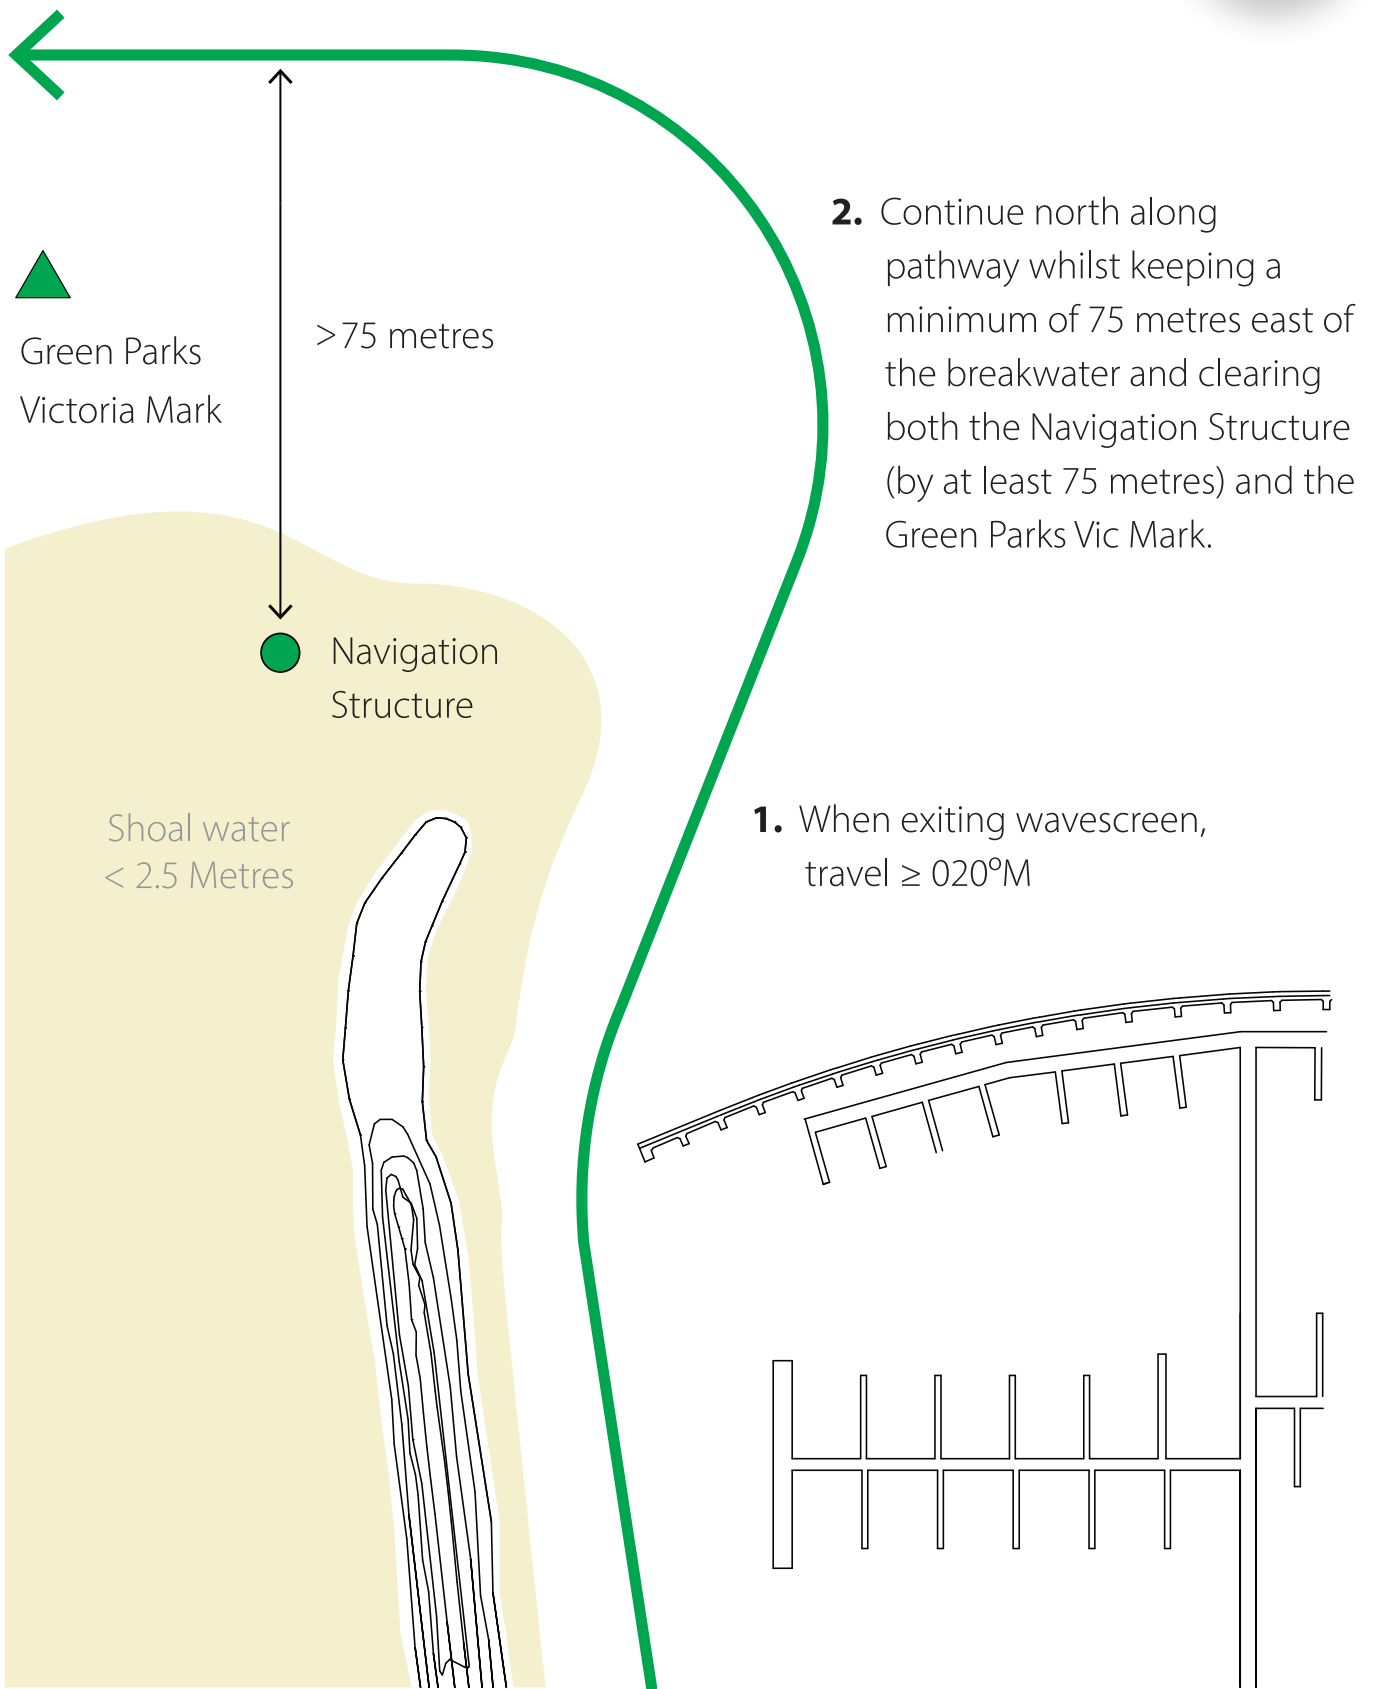 2. Continue north along
pathway whilst keeping a
minimum of 75 metres east of
the breakwater and clearing
both the Navigation Structure
(by at least 75 metres) and the
Green Parks Vic Mark.
>75 metres
Green Parks
Victoria Mark
Navigation
Structure
Shoal water
< 2.5 Metres
1. When exiting wavescreen,
travel ≥ 020ºM